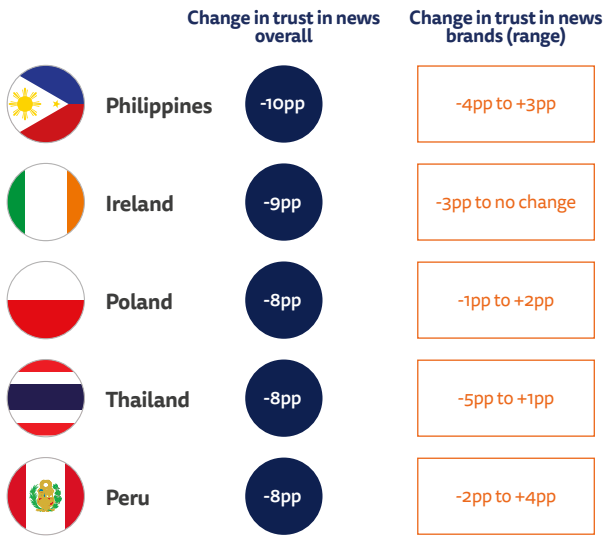 Change in trust in news
overall
Change in trust in news
brands (range)
Philippines
-10pp
-4pp to +3pp
Ireland
-9pp
-3pp to no change
Poland
-8pp
-1pp to +2pp
Thailand
-8pp
-5pp to +1pp
Peru
-8pp
-2pp to +4pp